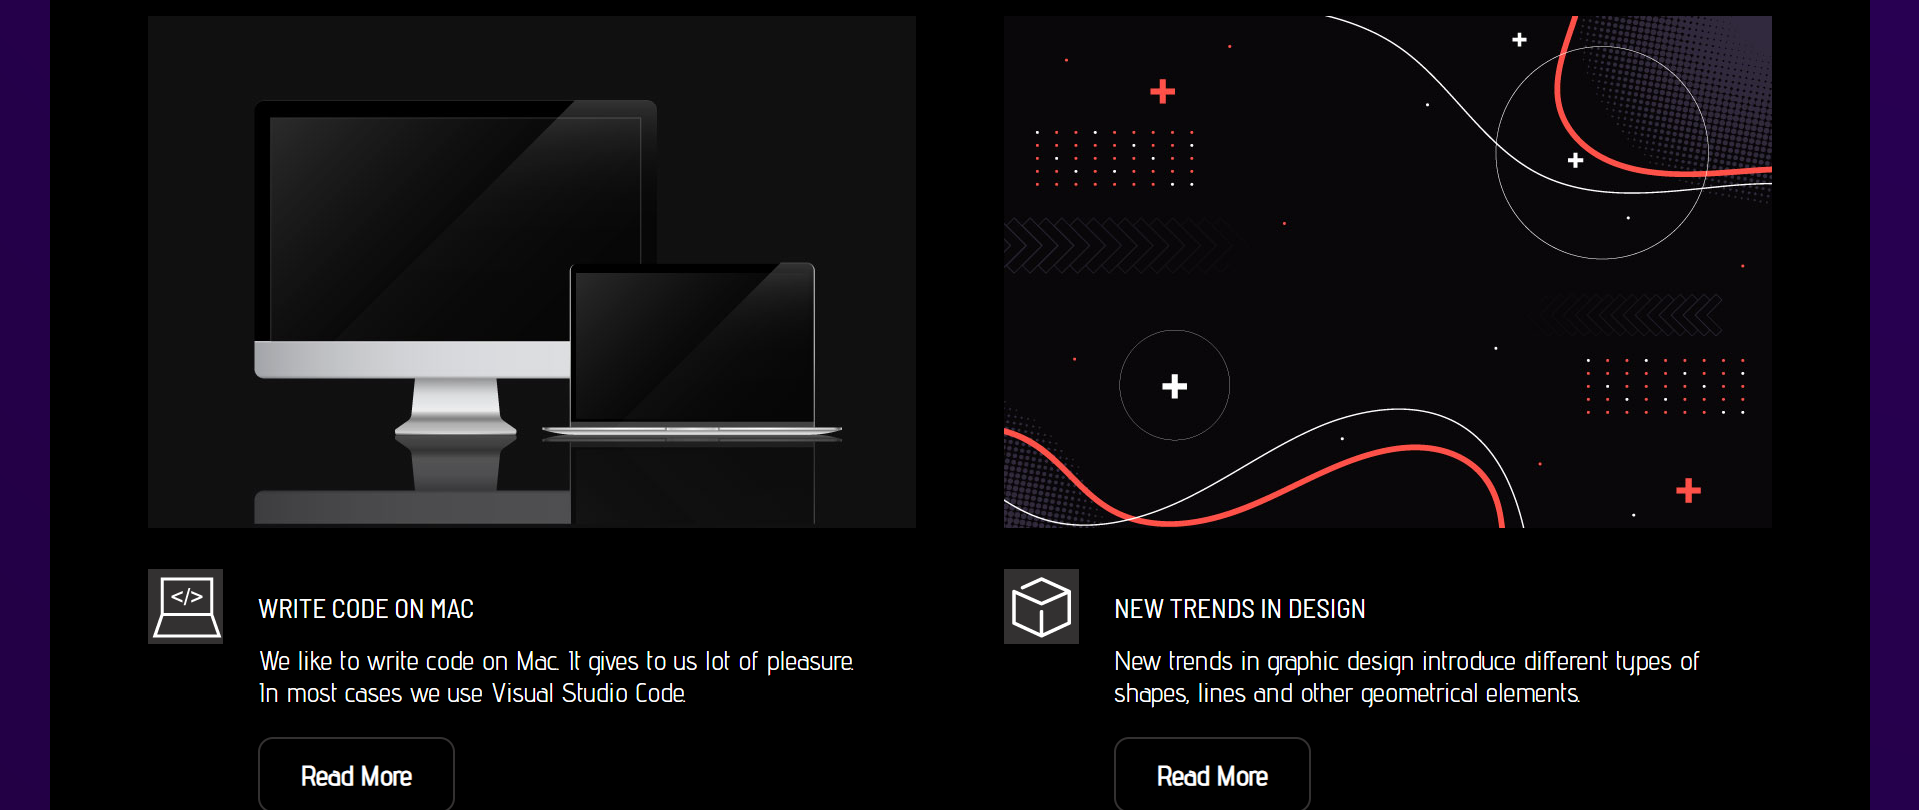 </>
WRITE CODE ON MAC
We like to write code on Mac. It gives to us lot of pleasure.
In most cases we use Visual Studio Code.
Read More
NEW TRENDS IN DESIGN
New trends in graphic design introduce different types of
shapes, lines and other geometrical elements.
Read More